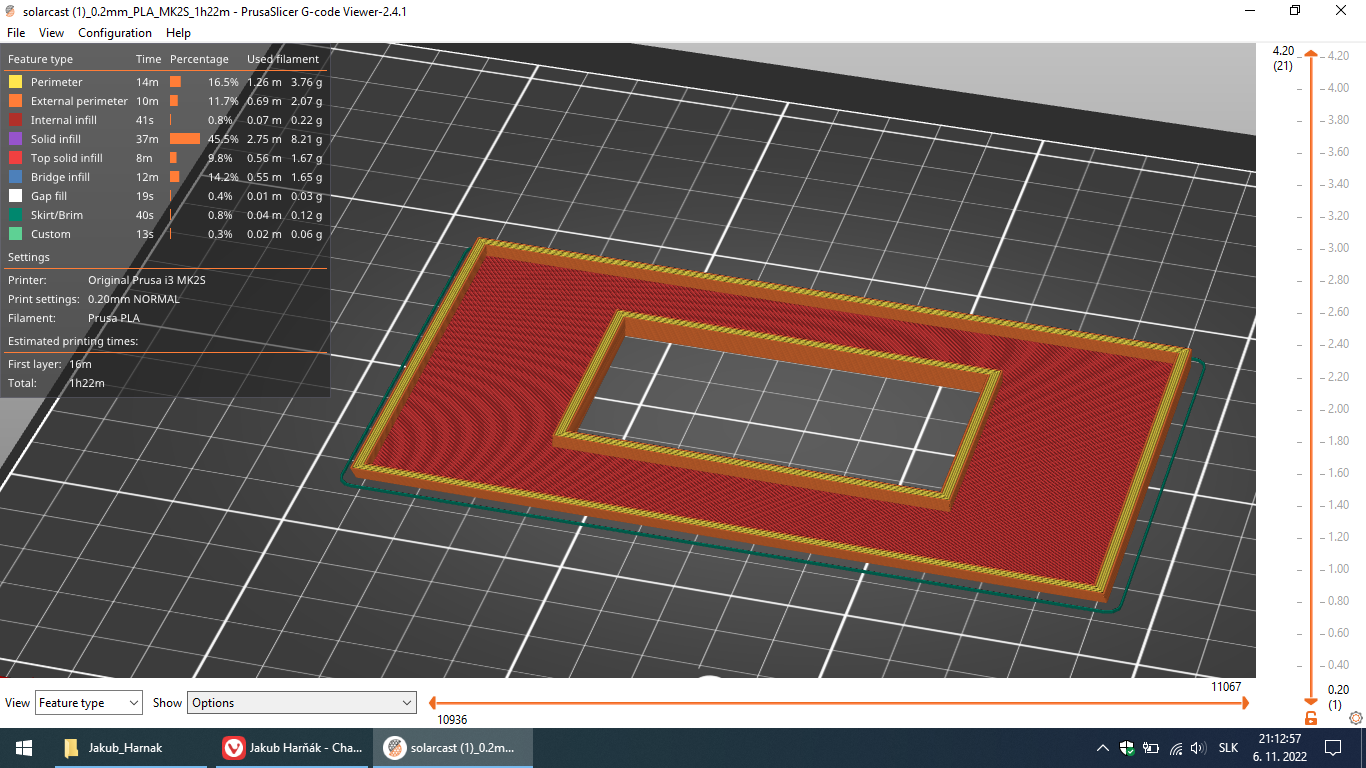 solarcast (1)_0.2mm_PLA_MK2S_1h22m - PrusaSlicer G-code Viewer-2.4.1
File View Configuration Help
Feature type Time Percentage Used filament
Perimeter 14m 16.5% 1.26 m 3.76 g
External perimeter 10m 11.7% 0.69 m 2.07 g
Internal infill 41s 0.8% 0.07 m 0.22 g
Solid infill 37m 45.5% 2.75 m 8.21 g
Top solid infill 8m 9.8% 0.56 m 1.67 g
Bridge infill 12m 14.2% 0.55 m 1.65 g
Gap fill 19s 0.4% 0.01 m 0.03 g
Skirt/Brim 40s 0.8% 0.04 m 0.12 g
Custom 13s 0.3% 0.02 m 0.06 g
Settings
Printer: Original Prusa i3 MK2S
Print settings: 0.20mm NORMAL
Filament: Prusa PLA
Estimated printing times:
First layer: 16m
Total: 1h22m
4.20
(21)
4.20
4.00
3.80
3.60
3.40
3.20
3.00
2.80
2.60
2.40
2.20
2.00
1.80
1.60
1.40
1.20
1.00
0.80
0.60
0.40
0.20
(1)
11067
View Feature type Show Options
10936
Jakub_Harnak
Jakub Harňák - Cha...
solarcast (1)_0.2m...
SLK
21:12:57
6. 11. 2022